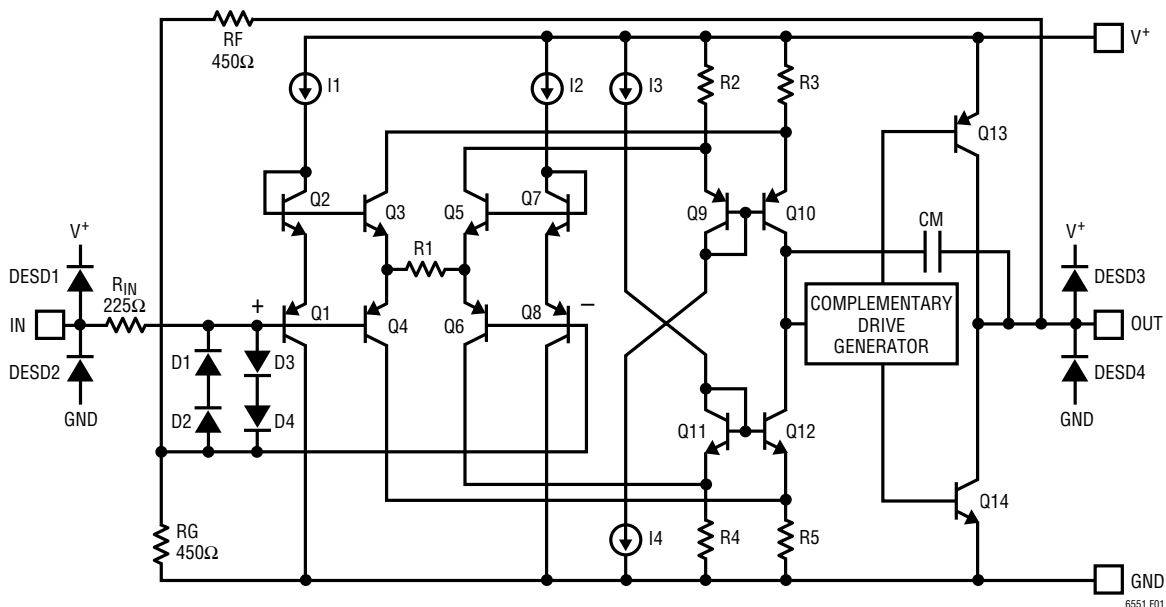 RF
450Ω
V+
I1
I2
I3
R2
R3
Q13
Q2
Q3
Q5
Q7
Q9
Q10
CM
V+
V+
DESD1
RIN
225Ω
R1
DESD3
IN
+
Q1
Q4
Q6
Q8
−
COMPLEMENTARY
DRIVE
GENERATOR
OUT
DESD2
D1
D3
DESD4
GND
D2
D4
Q11
Q12
GND
Q14
RG
450Ω
I4
R4
R5
GND
6551 F01